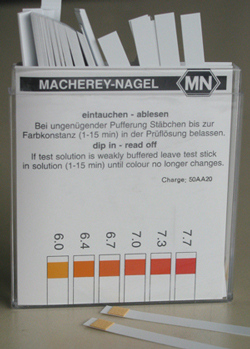 MACHEREY-NAGEL MN
eintauchen - ablesen
Bei ungenügender Pufferung Stäbchen bis zur
Farbkonstanz (1-15 min) in der Prüflösung belassen.
dip in - read off
If test solution is weakly buffered leave test stick
in solution (1-15 min) until colour no longer changes.
Charge: 50AA20
6.0 6.4 6.7 7.0 7.3 7.7